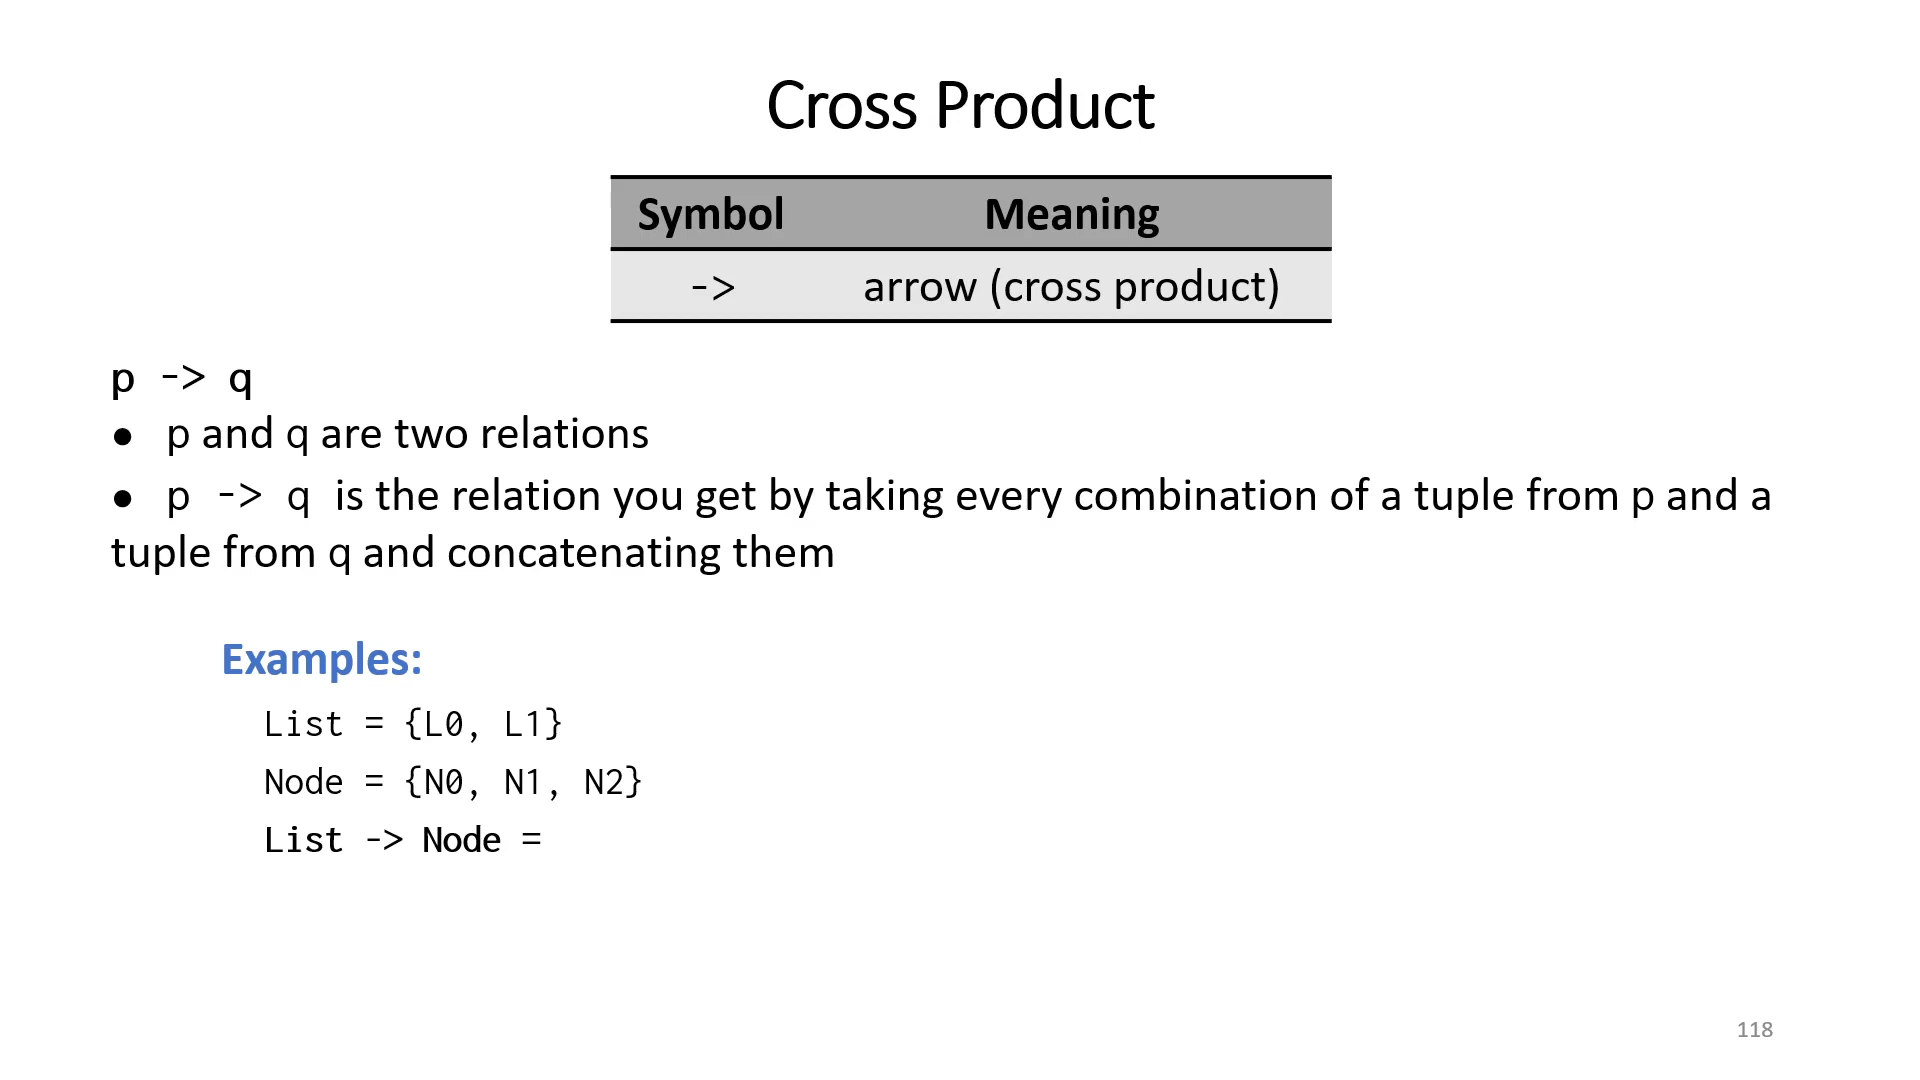 Cross Product
Symbol Meaning
-> arrow (cross product)
p -> q
● p and q are two relations
● p -> q is the relation you get by taking every combination of a tuple from p and a
tuple from q and concatenating them
Examples:
List = {L0, L1}
Node = {N0, N1, N2}
List -> Node =
118